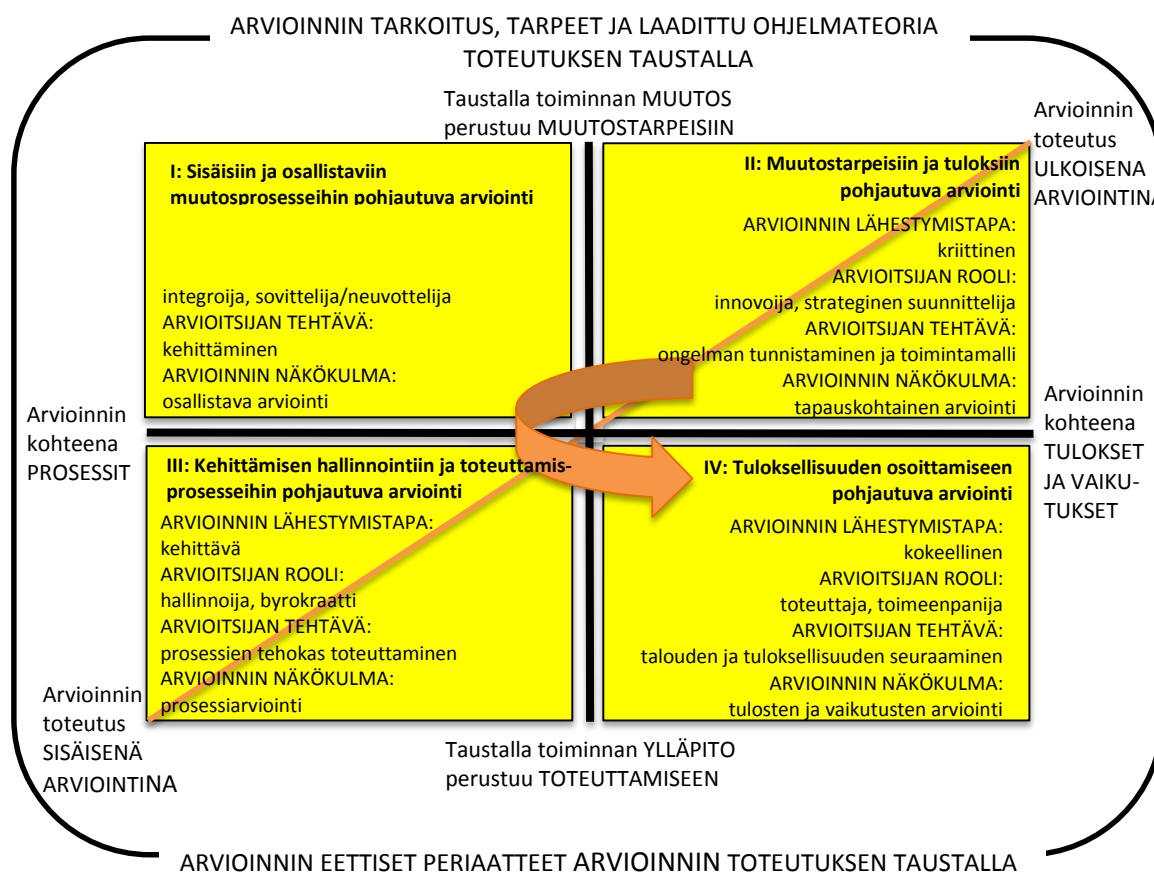 ARVIOINNIN TARKOITUS, TARPEET JA LAADITTU OHJELMATEORIA
TOTEUTUKSEN TAUSTALLA
Taustalla toiminnan MUUTOS
perustuu MUUTOSTARPEISIIN
Arvioinnin
toteutus
ULKOISENA
ARVIOINTINA
I: Sisäisiin ja osallistaviin
muutosprosesseihin pohjautuva arviointi
integroija, sovittelija/neuvottelija
ARVIOITSIJAN TEHTÄVÄ:
kehittäminen
ARVIOINNIN NÄKÖKULMA:
osallistava arviointi
II: Muutostarpeisiin ja tuloksiin
pohjautuva arviointi
ARVIOINNIN LÄHESTYMISTAPA:
kriittinen
ARVIOITSIJAN ROOLI:
innovoija, strateginen suunnittelija
ARVIOITSIJAN TEHTÄVÄ:
ongelman tunnistaminen ja toimintamalli
ARVIOINNIN NÄKÖKULMA:
tapauskohtainen arviointi
Arvioinnin
kohteena
PROSESSIT
Arvioinnin
kohteena
TULOKSET
JA VAIKU-
TUKSET
III: Kehittämisen hallinnointiin ja toteuttamis-
prosesseihin pohjautuva arviointi
ARVIOINNIN LÄHESTYMISTAPA:
kehittävä
ARVIOITSIJAN ROOLI:
hallinnoija, byrokraatti
ARVIOITSIJAN TEHTÄVÄ:
prosessien tehokas toteuttaminen
ARVIOINNIN NÄKÖKULMA:
prosessiarviointi
IV: Tuloksellisuuden osoittamiseen
pohjautuva arviointi
ARVIOINNIN LÄHESTYMISTAPA:
kokeellinen
ARVIOITSIJAN ROOLI:
toteuttaja, toimeenpanija
ARVIOITSIJAN TEHTÄVÄ:
talouden ja tuloksellisuuden seuraaminen
ARVIOINNIN NÄKÖKULMA:
tulosten ja vaikutusten arviointi
Arvioinnin
toteutus
SISÄISENÄ
ARVIOINTINA
Taustalla toiminnan YLLÄPITO
perustuu TOTEUTTAMISEEN
ARVIOINNIN EETTISET PERIAATTEET ARVIOINNIN TOTEUTUKSEN TAUSTALLA